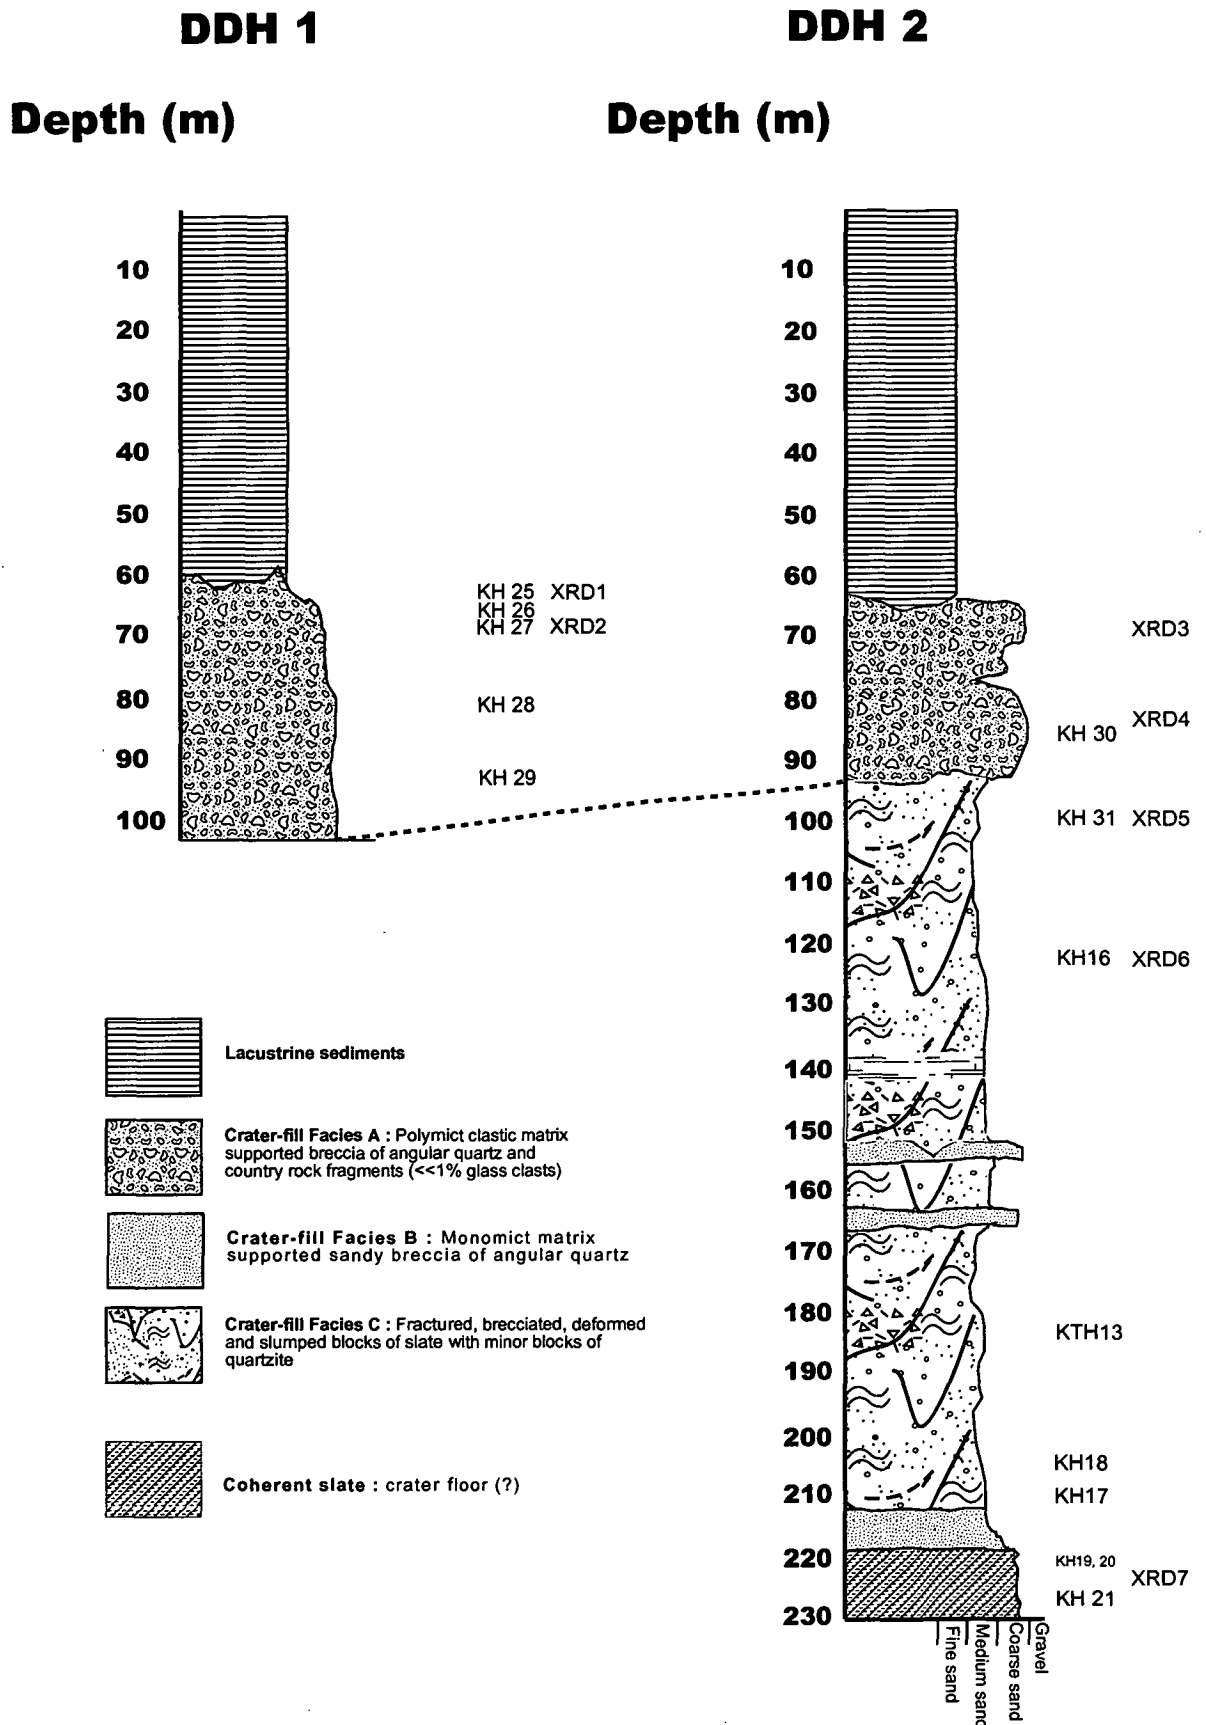 DDH 1
DDH 2
Depth (m)
Depth (m)
10
20
30
40
50
60
70
80
90
100
KH 25 XRD1
KH 26
KH 27 XRD2
KH 28
KH 29
10
20
30
40
50
60
70
80
90
100
110
120
130
140
150
160
170
180
190
200
210
220
230
XRD3
XRD4
KH 30
KH 31 XRD5
KH16 XRD6
KTH13
KH18
KH17
KH19, 20
XRD7
KH 21
Fine sand
Medium sand
Coarse sand
Gravel
Lacustrine sediments
Crater-fill Facies A : Polymict clastic matrix
supported breccia of angular quartz and
country rock fragments (<<1% glass clasts)
Crater-fill Facies B : Monomict matrix
supported sandy breccia of angular quartz
Crater-fill Facies C : Fractured, brecciated, deformed
and slumped blocks of slate with minor blocks of
quartzite
Coherent slate : crater floor (?)